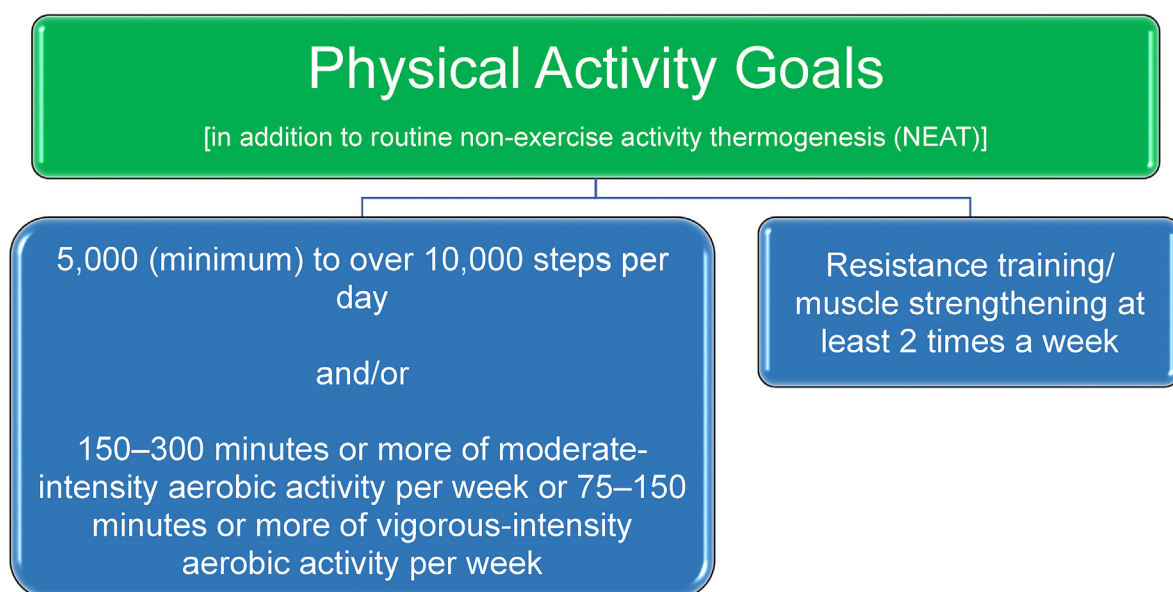 Physical Activity Goals
[in addition to routine non-exercise activity thermogenesis (NEAT)]
5,000 (minimum) to over 10,000 steps per
day
and/or
150–300 minutes or more of moderate-
intensity aerobic activity per week or 75–150
minutes or more of vigorous-intensity
aerobic activity per week
Resistance training/
muscle strengthening at
least 2 times a week